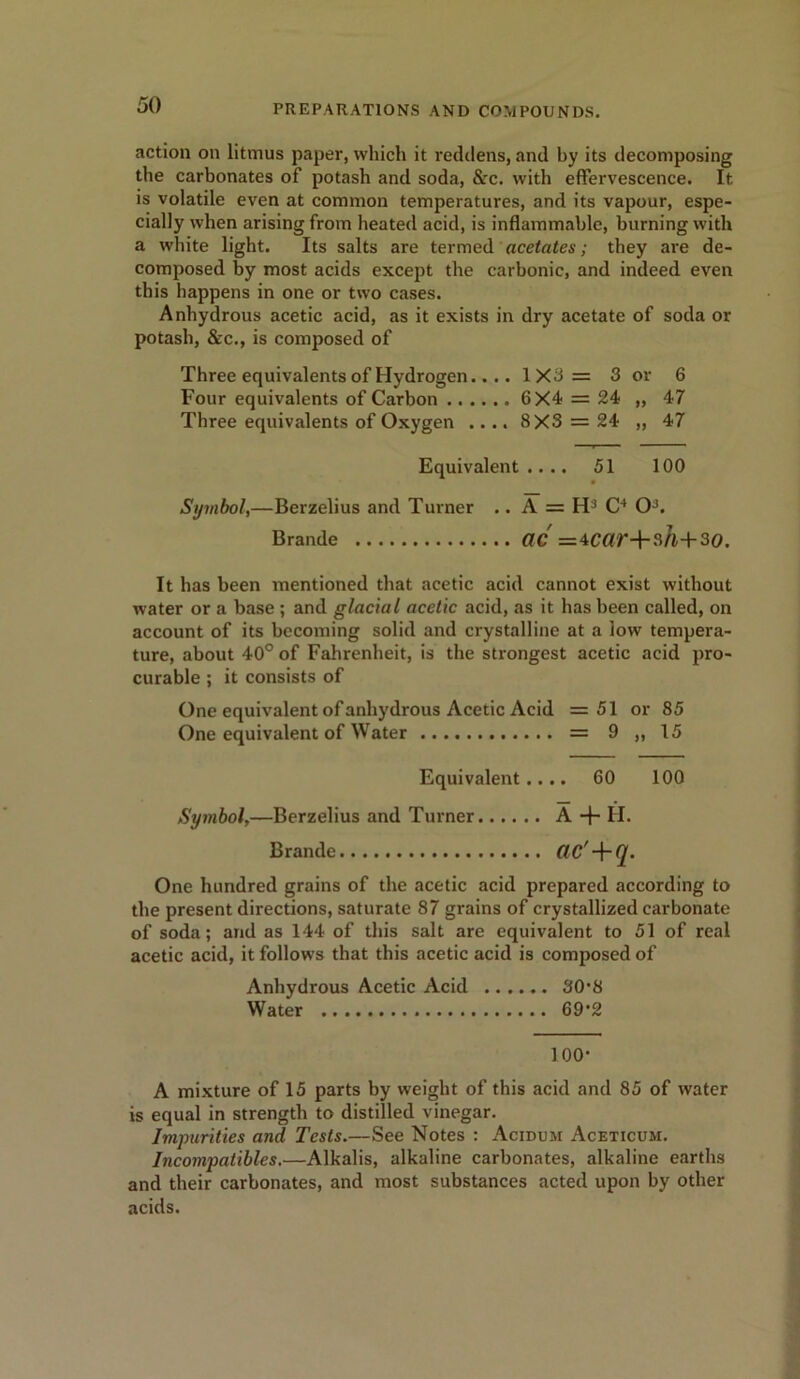 50
PREPARATIONS AND COMPOUNDS.
action on litmus paper, which it reddens, and by its decomposing
the carbonates of potash and soda, &c. with effervescence. It
is volatile even at common temperatures, and its vapour, espe-
cially when arising from heated acid, is inflammable, burning with
a white light. Its salts are termed acetates; they are de-
composed by most acids except the carbonic, and indeed even
this happens in one or two cases.
Anhydrous acetic acid, as it exists in dry acetate of soda or
potash, &c., is composed of
Three equivalents of Hydrogen.... 1X3 = 3 or 6
Four equivalents of Carbon ...... 6X4 = 24 „ 47
Three equivalents of Oxygen .... 8X3 = 24 „ 47
Equivalent .... 51 100
Symbol,—Berzelius and Turner .. A̅ = H³ C⁴ O³.
Brande .............. ac′ =4car+3h+3o.
It has been mentioned that acetic acid cannot exist without
water or a base ; and glacial acetic acid, as it has been called, on
account of its becoming solid and crystalline at a low tempera-
ture, about 40° of Fahrenheit, is the strongest acetic acid pro-
curable ; it consists of
One equivalent of anhydrous Acetic Acid = 51 or 85
One equivalent of Water ............ = 9 „ 15
Equivalent .... 60 100
Symbol,—Berzelius and Turner...... A̅ + Ḣ.
Brande.................. ac′+q.
One hundred grains of the acetic acid prepared according to
the present directions, saturate 87 grains of crystallized carbonate
of soda; and as 144 of this salt are equivalent to 51 of real
acetic acid, it follows that this acetic acid is composed of
Anhydrous Acetic Acid ...... 30·8
Water .................... 69·2
100·
A mixture of 15 parts by weight of this acid and 85 of water
is equal in strength to distilled vinegar.
Impurities and Tests.—See Notes : Acidum Aceticum.
Incompatibles.—Alkalis, alkaline carbonates, alkaline earths
and their carbonates, and most substances acted upon by other
acids.